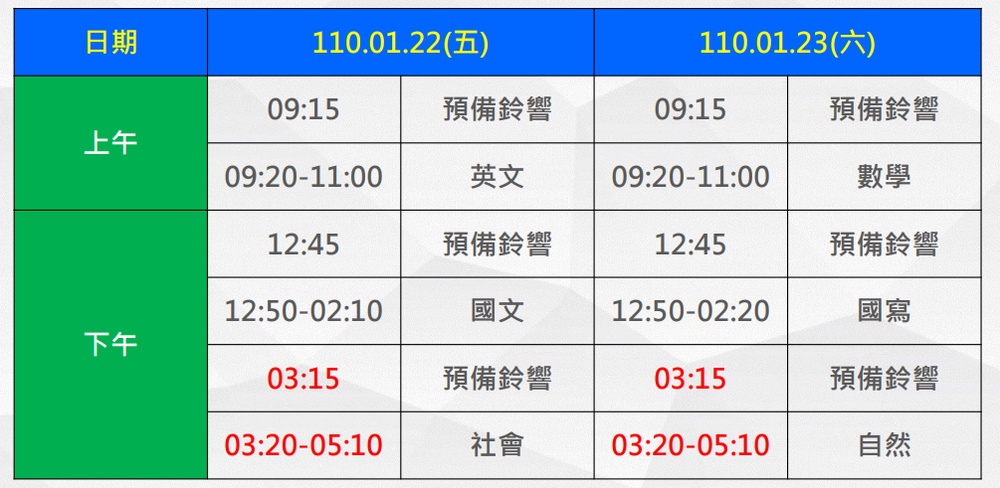 日期 110.01.22(五) 110.01.23(六)
上午 09:15 預備鈴響 09:15 預備鈴響
09:20-11:00 英文 09:20-11:00 數學
下午 12:45 預備鈴響 12:45 預備鈴響
12:50-02:10 國文 12:50-02:20 國寫
03:15 預備鈴響 03:15 預備鈴響
03:20-05:10 社會 03:20-05:10 自然